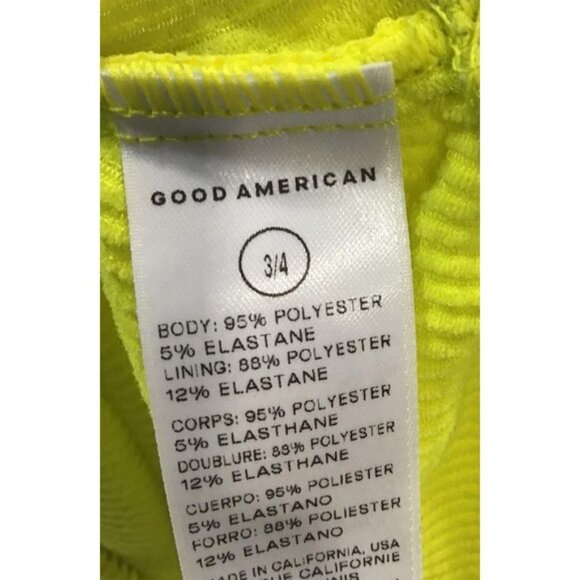 GOOD AMERICAN
3/4
BODY: 95% POLYESTER
5% ELASTANE
LINING: 88% POLYESTER
12% ELASTANE
CORPS: 95% POLYESTER
5% ELASTHANE
DOUBLURE: 88% POLYESTER
12% ELASTHANE
CUERPO: 95% POLIESTER
5% ELASTANO
FORRO: 88% POLIESTER
12% ELASTANO
MADE IN CALIFORNIA, USA
CALIFORNIE